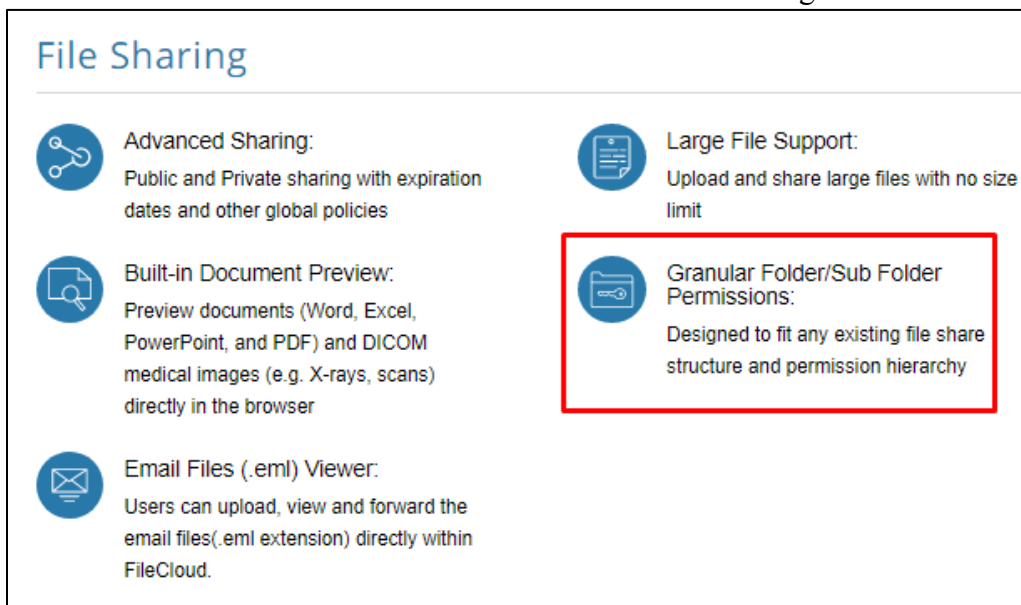 File Sharing
Advanced Sharing:
Public and Private sharing with expiration
dates and other global policies
Built-in Document Preview:
Preview documents (Word, Excel,
PowerPoint, and PDF) and DICOM
medical images (e.g. X-rays, scans)
directly in the browser
Email Files (.eml) Viewer:
Users can upload, view and forward the
email files(.eml extension) directly within
FileCloud.
Large File Support:
Upload and share large files with no size
limit
Granular Folder/Sub Folder
Permissions:
Designed to fit any existing file share
structure and permission hierarchy